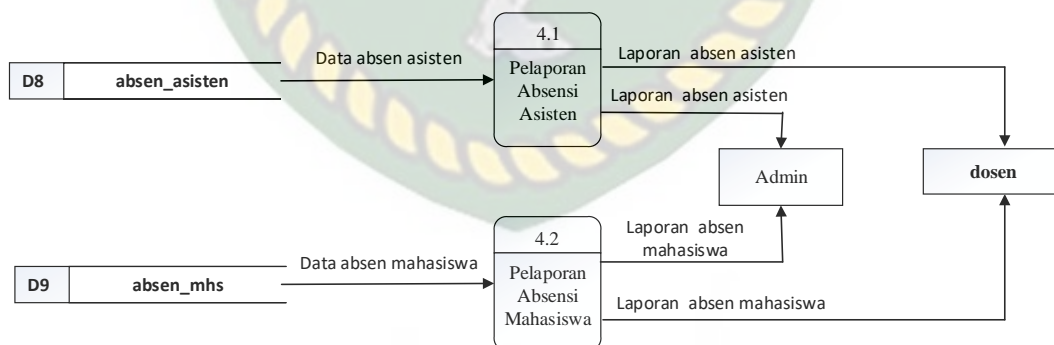 4.1
Pelaporan
Absensi
Asisten
D8
absen_asisten
Data absen asisten
Laporan absen asisten
Laporan absen asisten
Admin
dosen
4.2
Pelaporan
Absensi
Mahasiswa
D9
absen_mhs
Data absen mahasiswa
Laporan absen
mahasiswa
Laporan absen mahasiswa